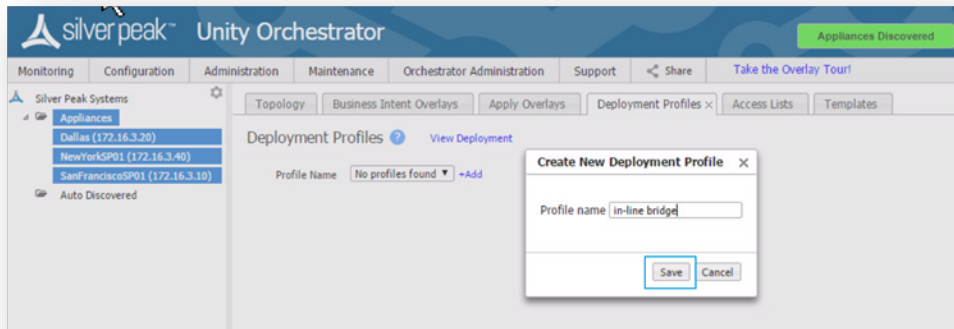 silver peak™ Unity Orchestrator
Appliances Discovered
Monitoring Configuration Administration Maintenance Orchestrator Administration Support Share Take the Overlay Tour!
Silver Peak Systems
Appliances
Dallas (172.16.3.20)
NewYorkSP01 (172.16.3.40)
SanFranciscoSP01 (172.16.3.10)
Auto Discovered
Topology Business Intent Overlays Apply Overlays Deployment Profiles × Access Lists Templates
Deployment Profiles ? View Deployment
Profile Name No profiles found ▼ +Add
Create New Deployment Profile ×
Profile name in-line bridge
Save Cancel